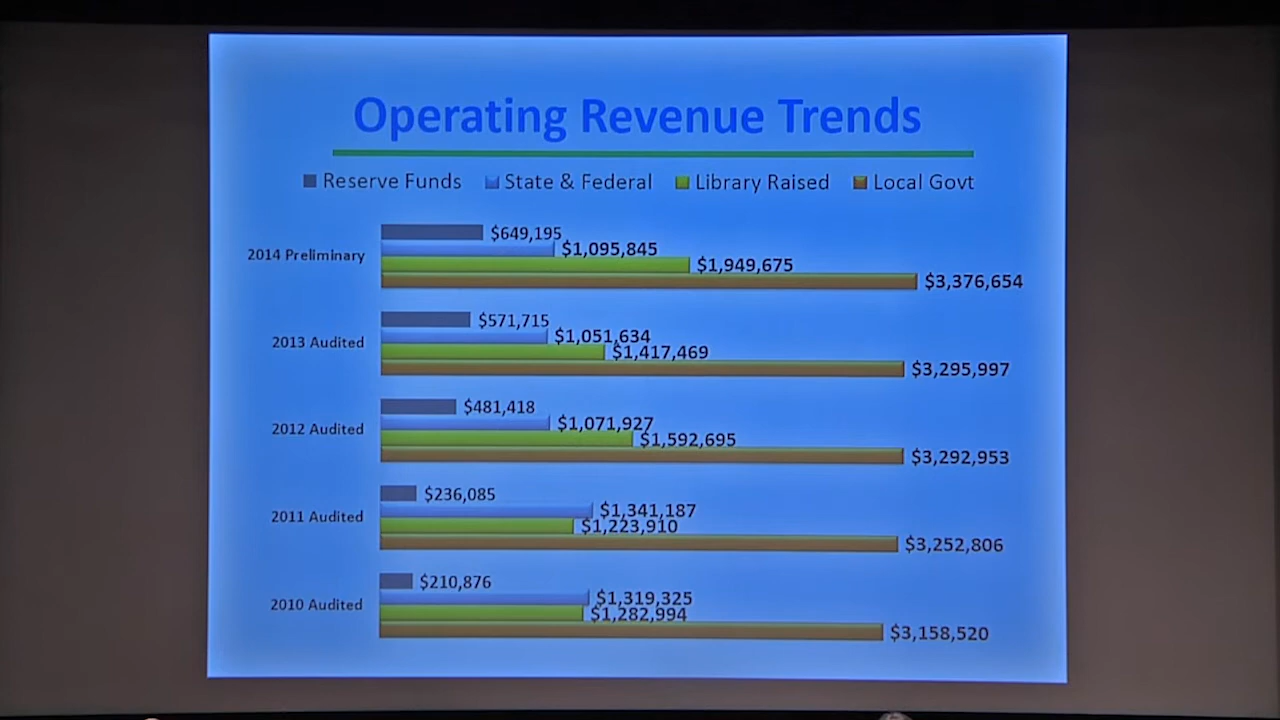 Operating Revenue Trends
Reserve Funds State & Federal Library Raised Local Govt
2014 Preliminary
$649,195
$1,095,845
$1,949,675
$3,376,654
2013 Audited
$571,715
$1,051,634
$1,417,469
$3,295,997
2012 Audited
$481,418
$1,071,927
$1,592,695
$3,292,953
2011 Audited
$236,085
$1,341,187
$1,223,910
$3,252,806
2010 Audited
$210,876
$1,319,325
$1,282,994
$3,158,520